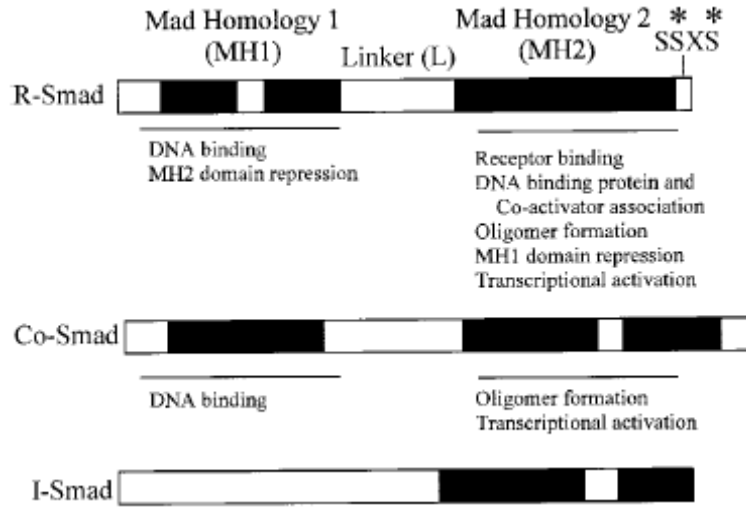 Mad Homology 1
(MH1)
Linker (L)
Mad Homology 2
(MH2)
* *
SSXS
R-Smad
DNA binding
MH2 domain repression
Receptor binding
DNA binding protein and
Co-activator association
Oligomer formation
MH1 domain repression
Transcriptional activation
Co-Smad
DNA binding
Oligomer formation
Transcriptional activation
I-Smad